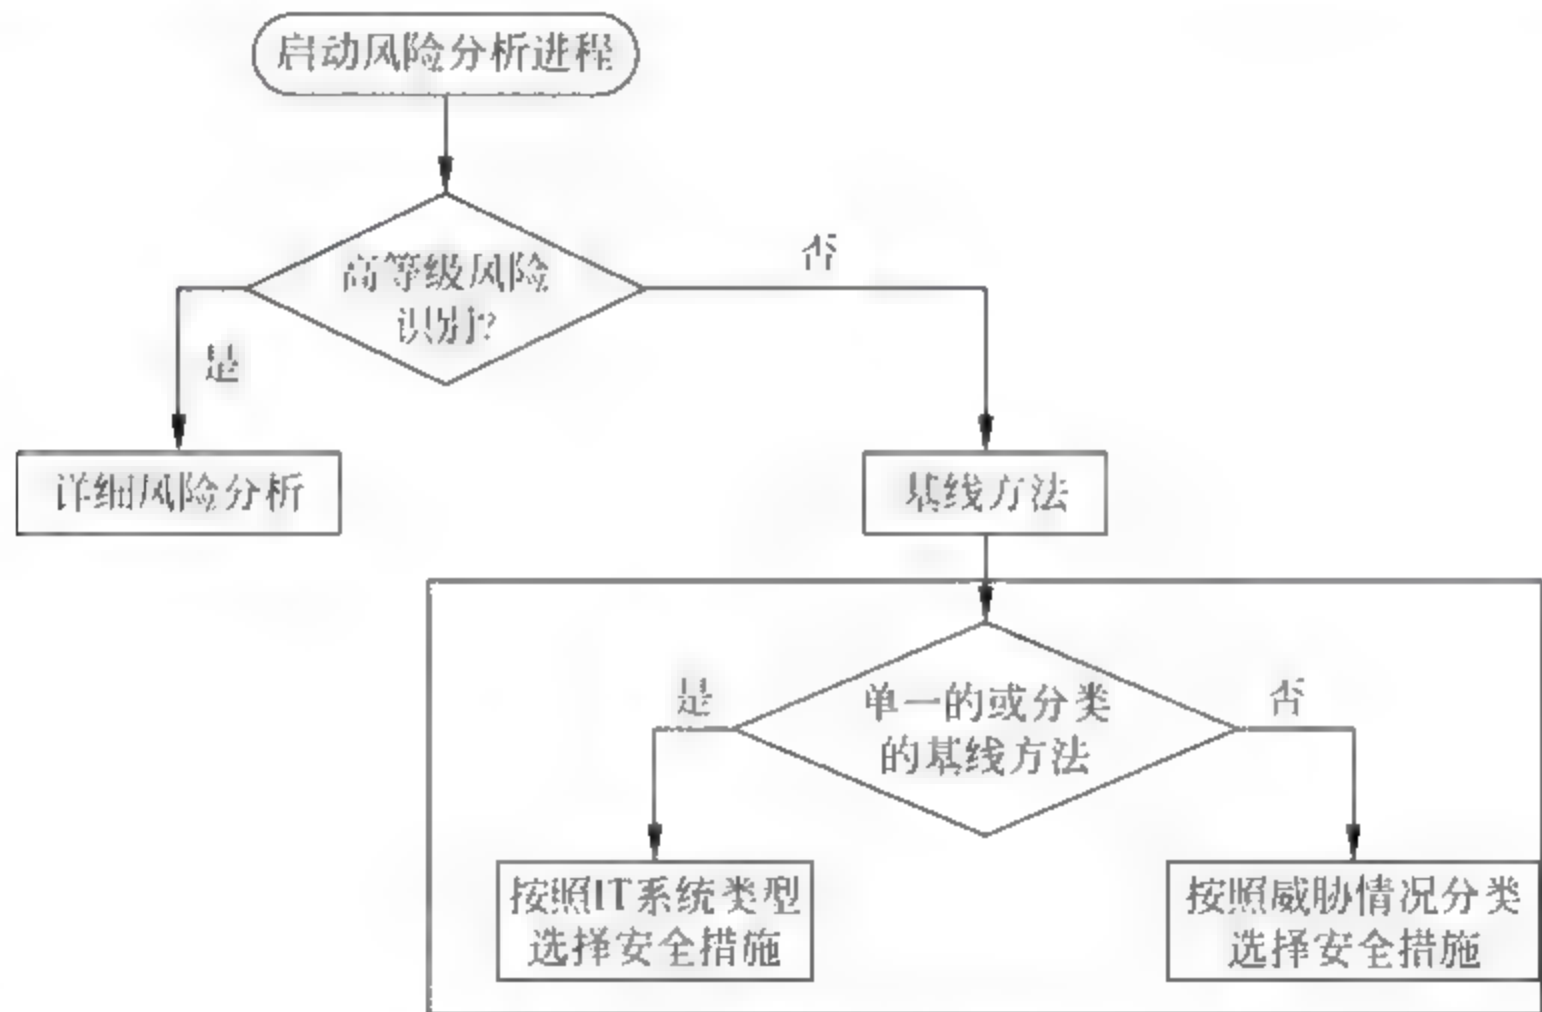 启动风险分析进程
否
高等级风险
识别?
是
详细风险分析
基线方法
是
单一的或分类
的基线方法
否
按照IT系统类型
选择安全措施
按照威胁情况分类
选择安全措施